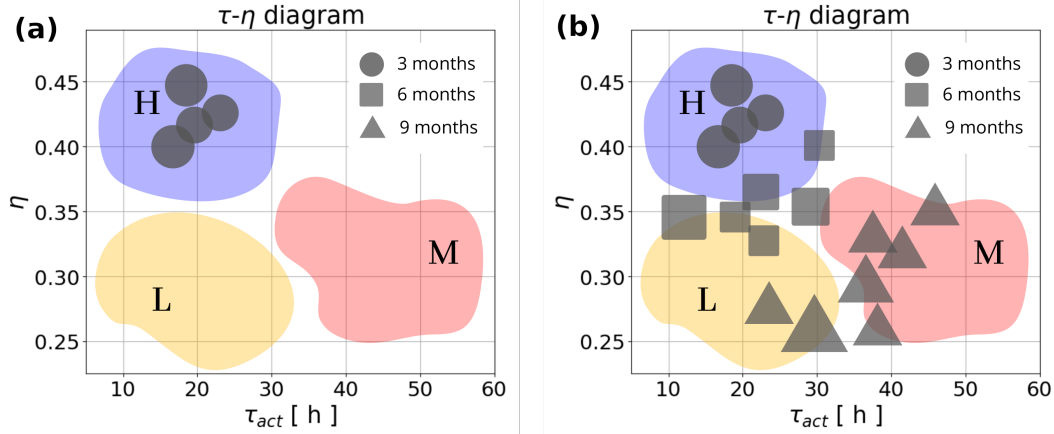 (a)
τ-η diagram
0.45
0.40
0.35
0.30
0.25
η
H
L
M
3 months
6 months
9 months
10 20 30 40 50 60
τact [ h ]
(b)
τ-η diagram
0.45
0.40
0.35
0.30
0.25
η
H
L
M
3 months
6 months
9 months
10 20 30 40 50 60
τact [ h ]